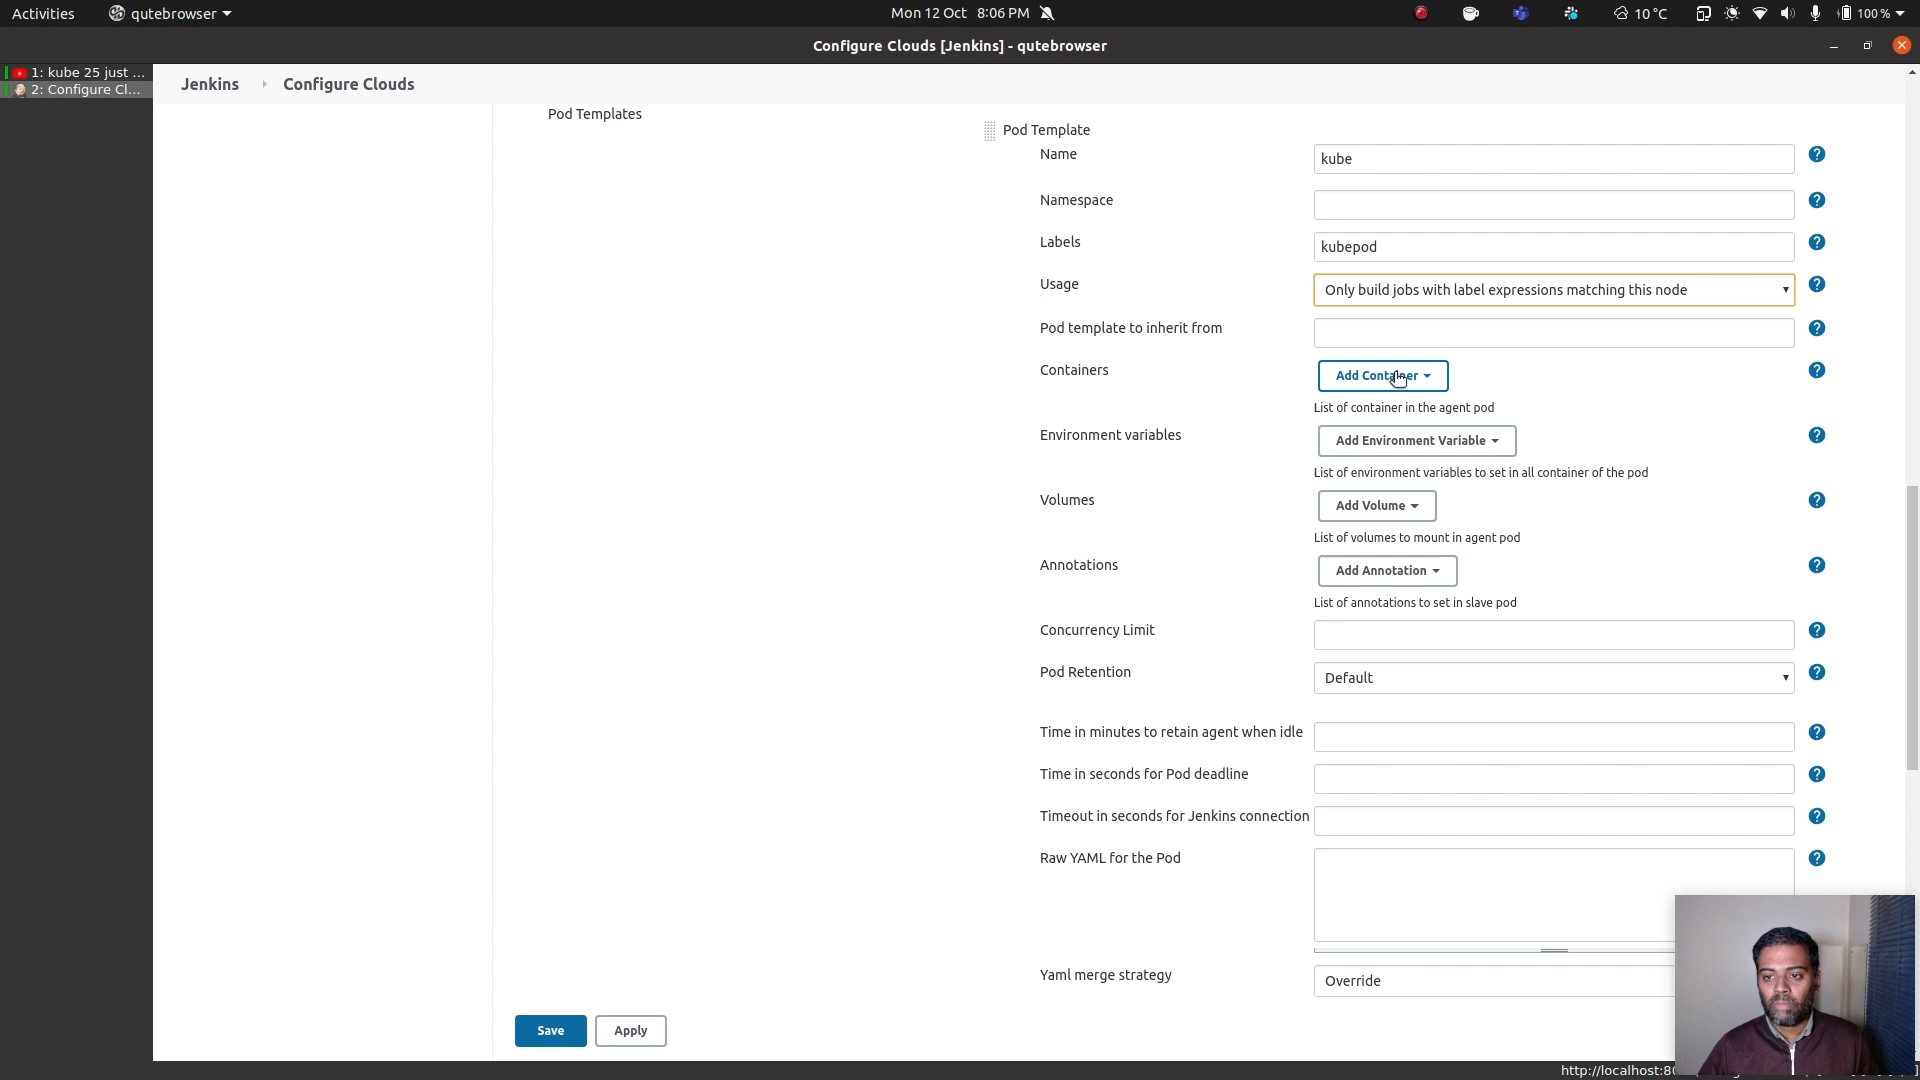 Activities
qutebrowser
Mon 12 Oct 8:06 PM
10 °C
100 %
Configure Clouds [Jenkins] - qutebrowser
1: kube 25 just ...
2: Configure Cl...
Jenkins
Configure Clouds
Pod Templates
Pod Template
Name
kube
Namespace
Labels
kubepod
Usage
Only build jobs with label expressions matching this node
Pod template to inherit from
Containers
Add Container
List of container in the agent pod
Environment variables
Add Environment Variable
List of environment variables to set in all container of the pod
Volumes
Add Volume
List of volumes to mount in agent pod
Annotations
Add Annotation
List of annotations to set in slave pod
Concurrency Limit
Pod Retention
Default
Time in minutes to retain agent when idle
Time in seconds for Pod deadline
Timeout in seconds for Jenkins connection
Raw YAML for the Pod
Yaml merge strategy
Override
Save
Apply